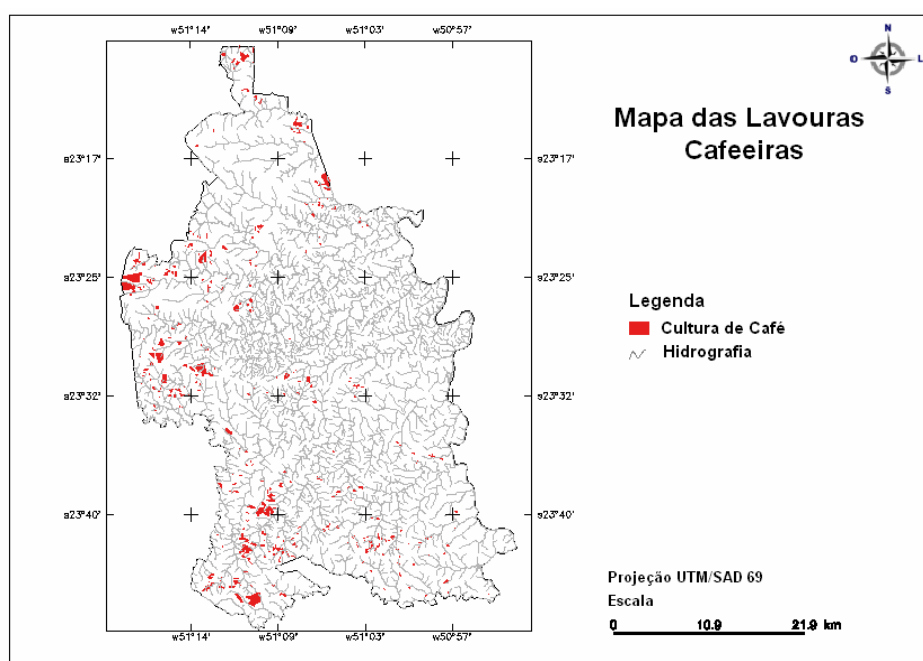 w51°14' w51°09' w51°03' w50°57'
N
O L
S
Mapa das Lavouras
Cafeeiras
s23°17' s23°17'
s23°25' s23°25'
Legenda
Cultura de Café
Hidrografia
s23°32' s23°32'
s23°40' s23°40'
Projeção UTM/SAD 69
Escala
0 10.9 21.9 km
w51°14' w51°09' w51°03' w50°57'